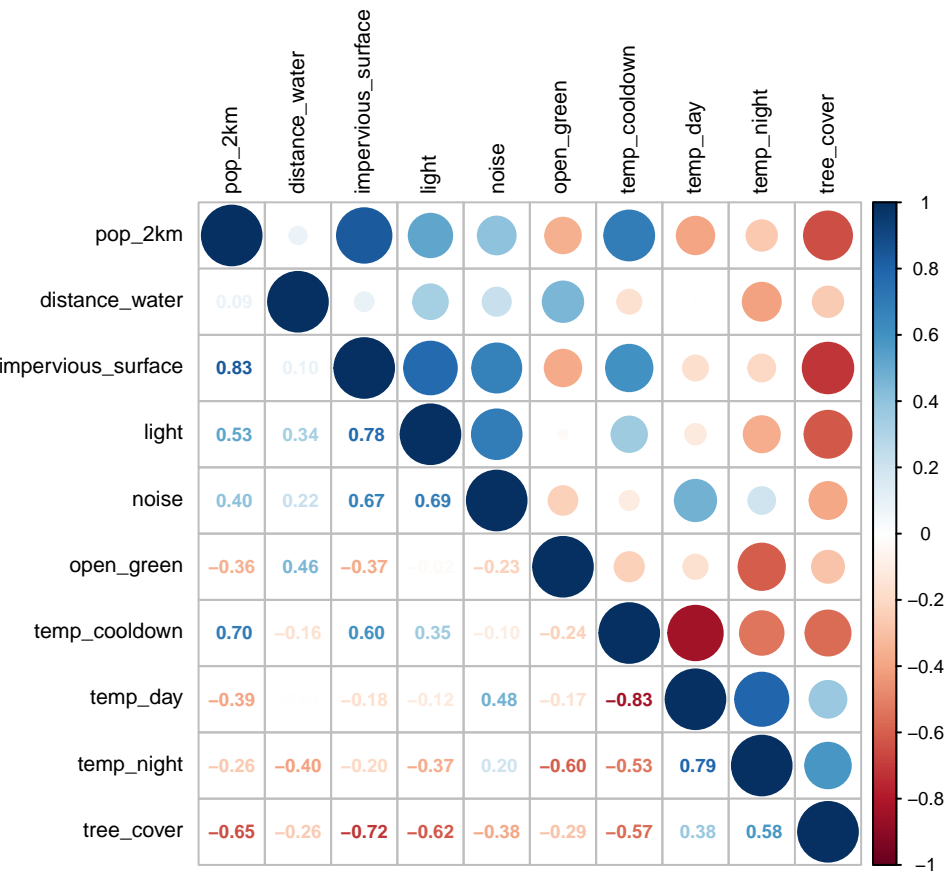 pop_2km
distance_water
impervious_surface
light
noise
open_green
temp_cooldown
temp_day
temp_night
tree_cover
pop_2km
distance_water 0.09
impervious_surface 0.83 0.10
light 0.53 0.34 0.78
noise 0.40 0.22 0.67 0.69
open_green −0.36 0.46 −0.37 −0.02 −0.23
temp_cooldown 0.70 −0.16 0.60 0.35 −0.10 −0.24
temp_day −0.39 −0.18 −0.12 0.48 −0.17 −0.83
temp_night −0.26 −0.40 −0.20 −0.37 0.20 −0.60 −0.53 0.79
tree_cover −0.65 −0.26 −0.72 −0.62 −0.38 −0.29 −0.57 0.38 0.58
1
0.8
0.6
0.4
0.2
0
−0.2
−0.4
−0.6
−0.8
−1